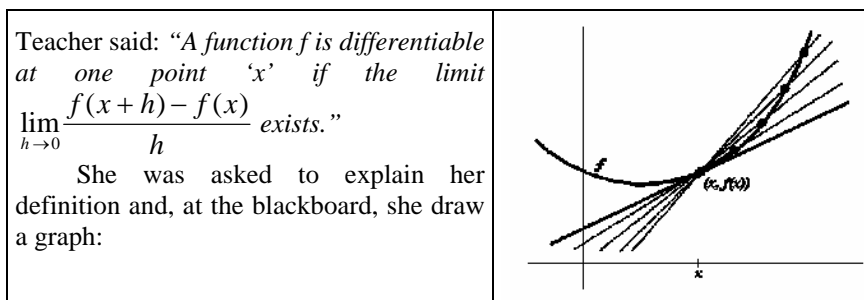 Teacher said: “A function f is differentiable
at one point ‘x’ if the limit
lim h→0 f(x + h) − f(x) / h exists.”
She was asked to explain her
definition and, at the blackboard, she draw
a graph:
f
(x, f(x))
x